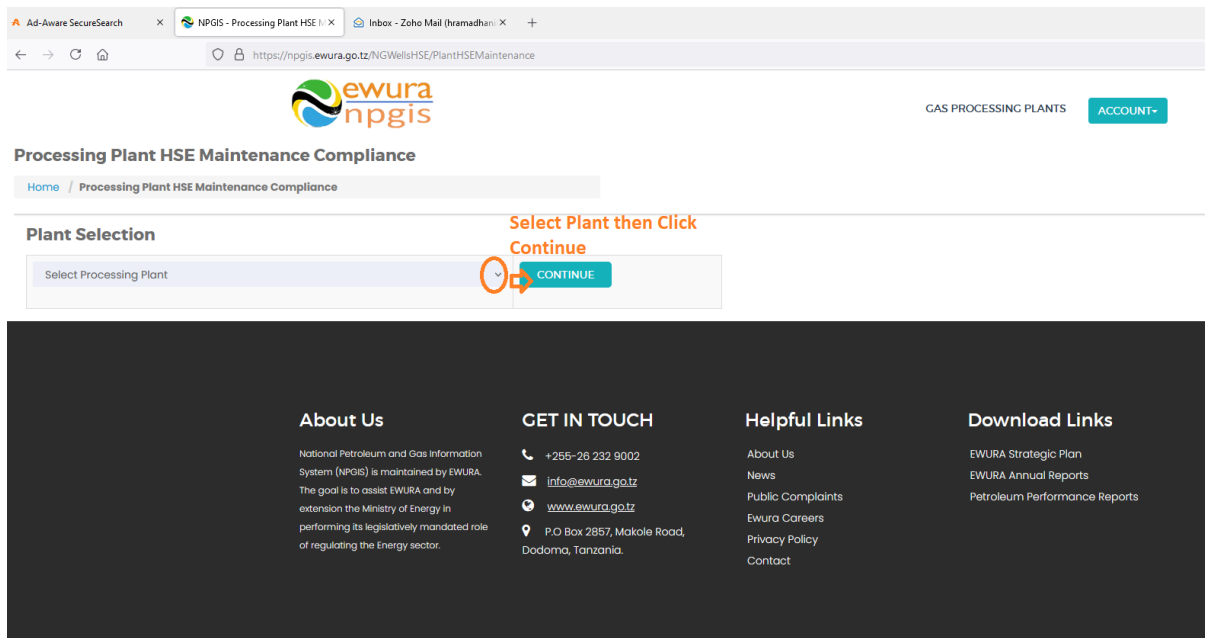 Ad-Aware SecureSearch
NPGIS - Processing Plant HSE M
Inbox - Zoho Mail (hramadhani
https://npgis.ewura.go.tz/NGWellsHSE/PlantHSEMaintenance
ewura
npgis
GAS PROCESSING PLANTS
ACCOUNT
Processing Plant HSE Maintenance Compliance
Home / Processing Plant HSE Maintenance Compliance
Select Plant then Click
Continue
Plant Selection
Select Processing Plant
CONTINUE
About Us
National Petroleum and Gas Information
System (NPGIS) is maintained by EWURA.
The goal is to assist EWURA and by
extension the Ministry of Energy in
performing its legislatively mandated role
of regulating the Energy sector.
GET IN TOUCH
+255-26 232 9002
info@ewura.go.tz
www.ewura.go.tz
P.O Box 2857, Makole Road,
Dodoma, Tanzania.
Helpful Links
About Us
News
Public Complaints
Ewura Careers
Privacy Policy
Contact
Download Links
EWURA Strategic Plan
EWURA Annual Reports
Petroleum Performance Reports